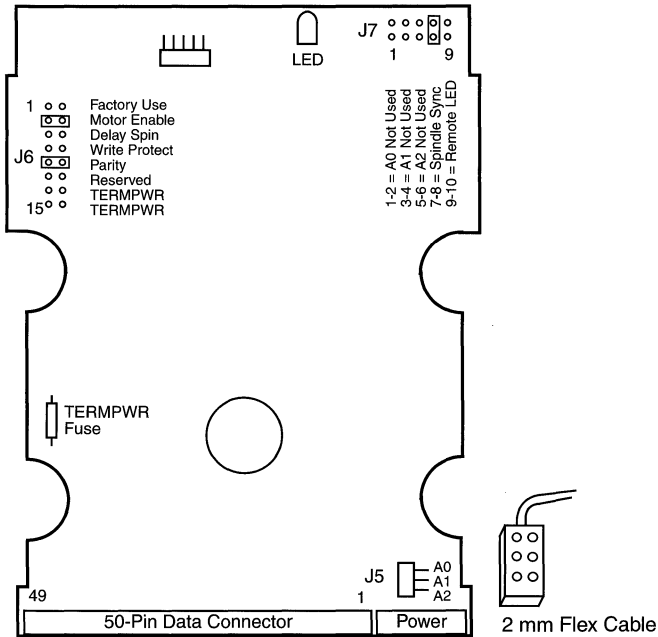 LED
J7
1
9
1-2 = A0 Not Used
3-4 = A1 Not Used
5-6 = A2 Not Used
7-8 = Spindle Sync
9-10 = Remote LED
1
J6
15
Factory Use
Motor Enable
Delay Spin
Write Protect
Parity
Reserved
TERMPWR
TERMPWR
TERMPWR
Fuse
J5
A0
A1
A2
49
1
50-Pin Data Connector
Power
2 mm Flex Cable